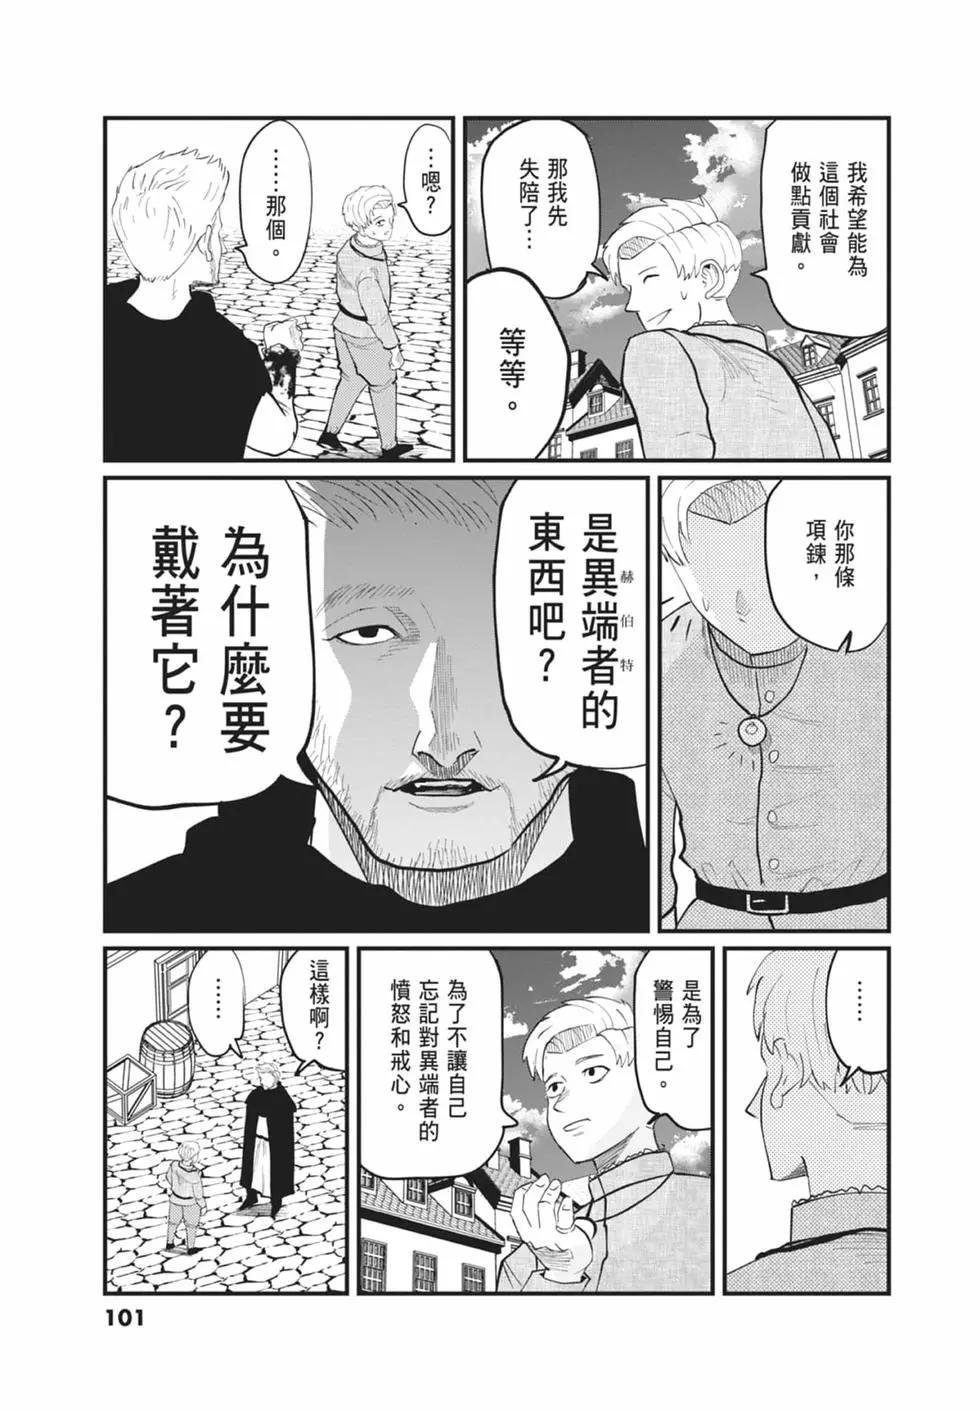 我希望能為
這個社會
做點貢獻。
那我先
失陪了…
等等。
…嗯?
……那個。
你那條
項鍊，
是異端者的
赫伯特
東西吧?
為什麼要
戴著它?
……
是為了
警惕自己。
為了不讓自己
忘記對異端者的
憤怒和戒心。
這樣啊?
……
101